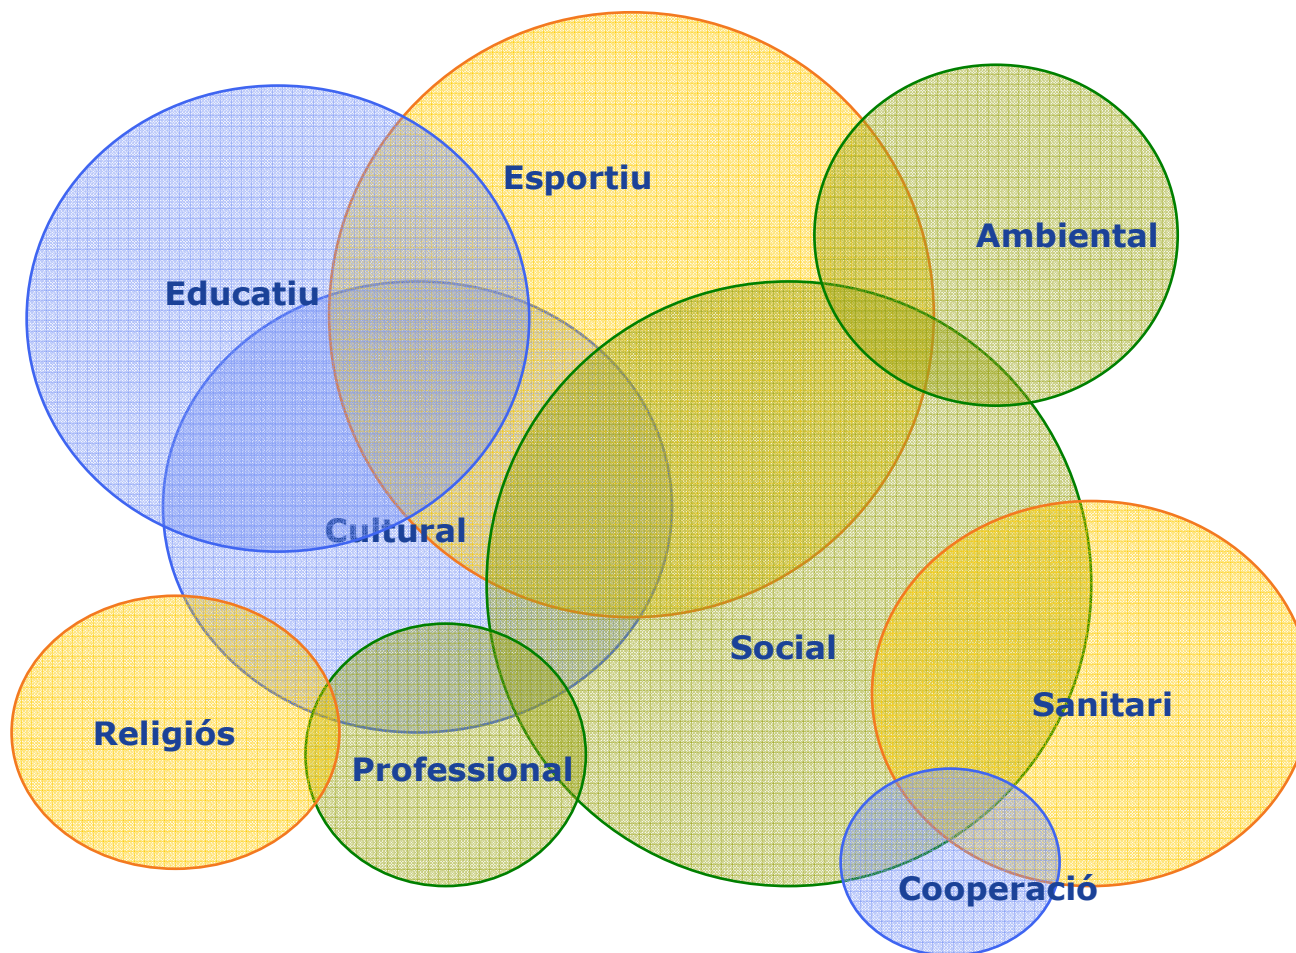 Esportiu
Ambiental
Educatiu
Cultural
Social
Sanitari
Religiós
Professional
Cooperació